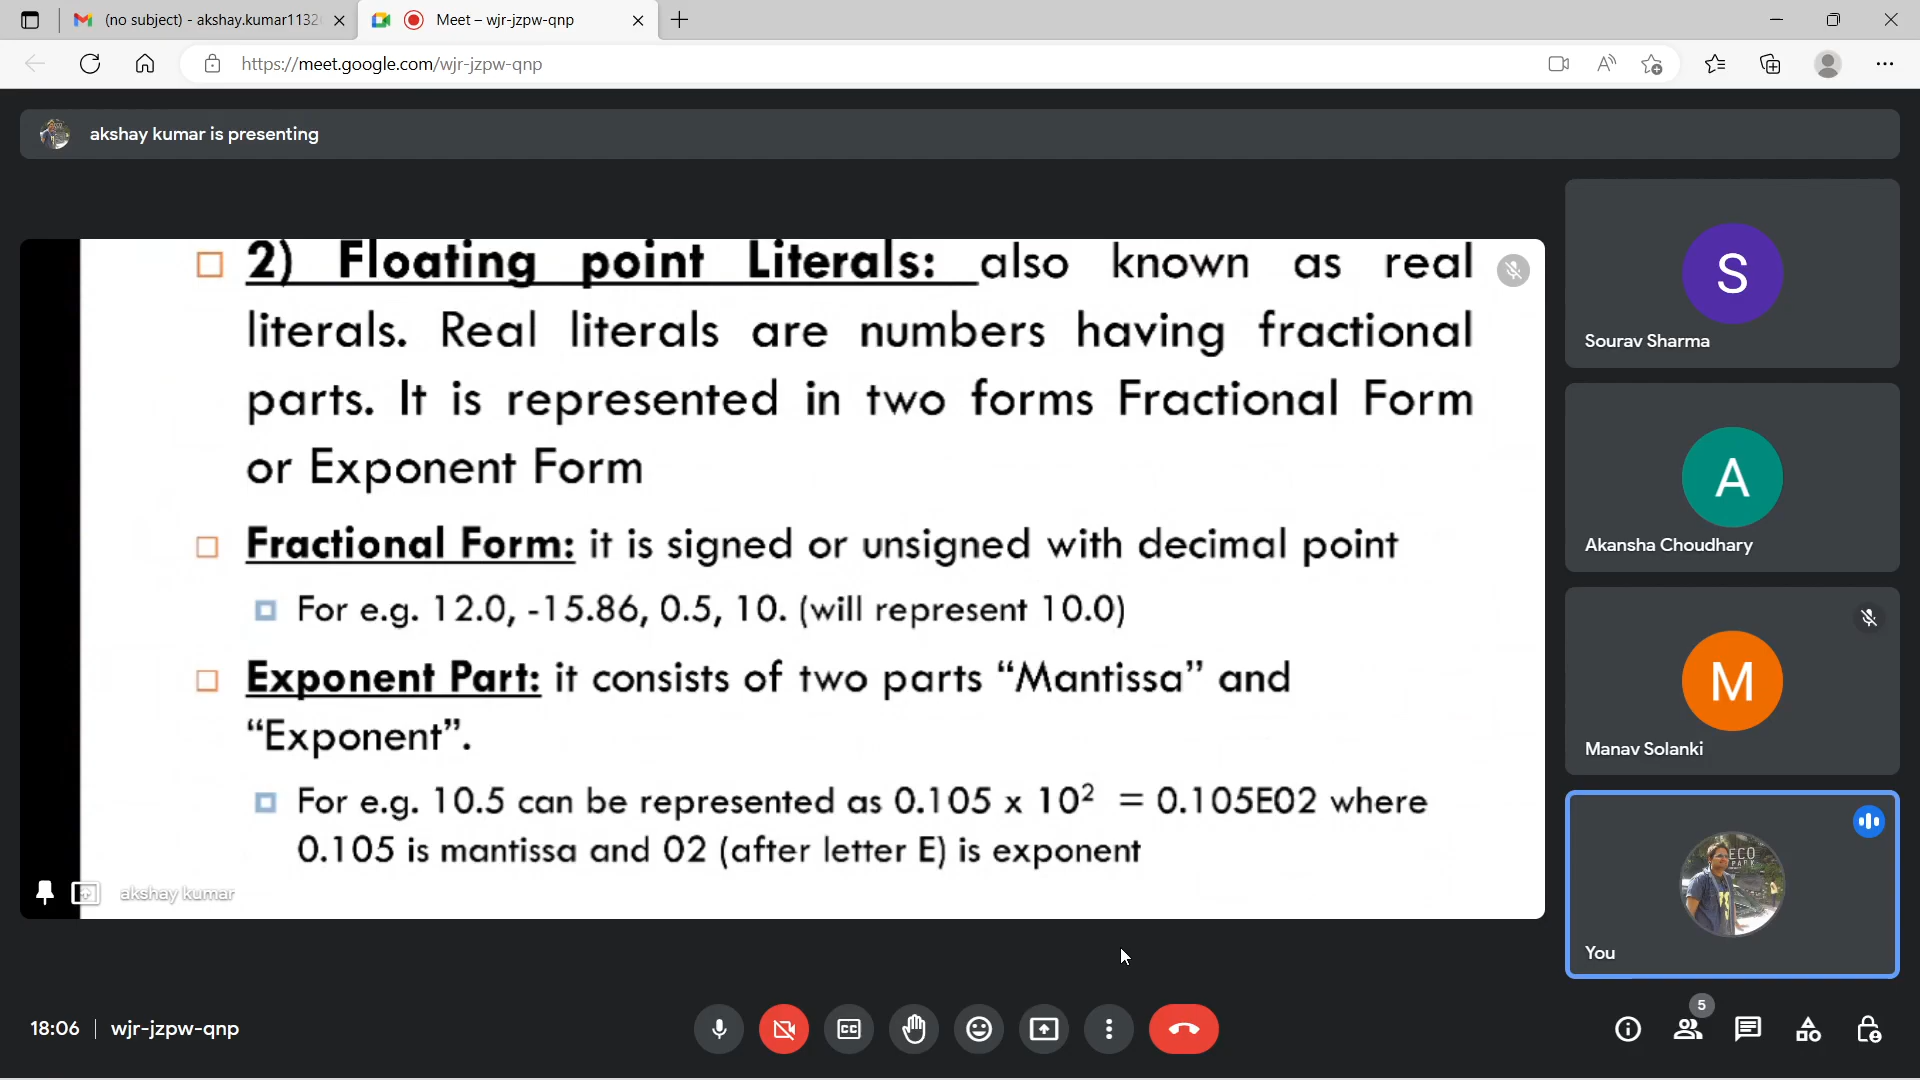 (no subject) - akshay.kumar1132
Meet – wjr-jzpw-qnp
https://meet.google.com/wjr-jzpw-qnp
akshay kumar is presenting
2) Floating point Literals: also known as real
literals. Real literals are numbers having fractional
parts. It is represented in two forms Fractional Form
or Exponent Form
Fractional Form: it is signed or unsigned with decimal point
For e.g. 12.0, -15.86, 0.5, 10. (will represent 10.0)
Exponent Part: it consists of two parts “Mantissa” and
“Exponent”.
For e.g. 10.5 can be represented as 0.105 x 10² = 0.105E02 where
0.105 is mantissa and 02 (after letter E) is exponent
akshay kumar
S
Sourav Sharma
A
Akansha Choudhary
M
Manav Solanki
ECO
PARK
You
18:06 | wjr-jzpw-qnp
CC
5